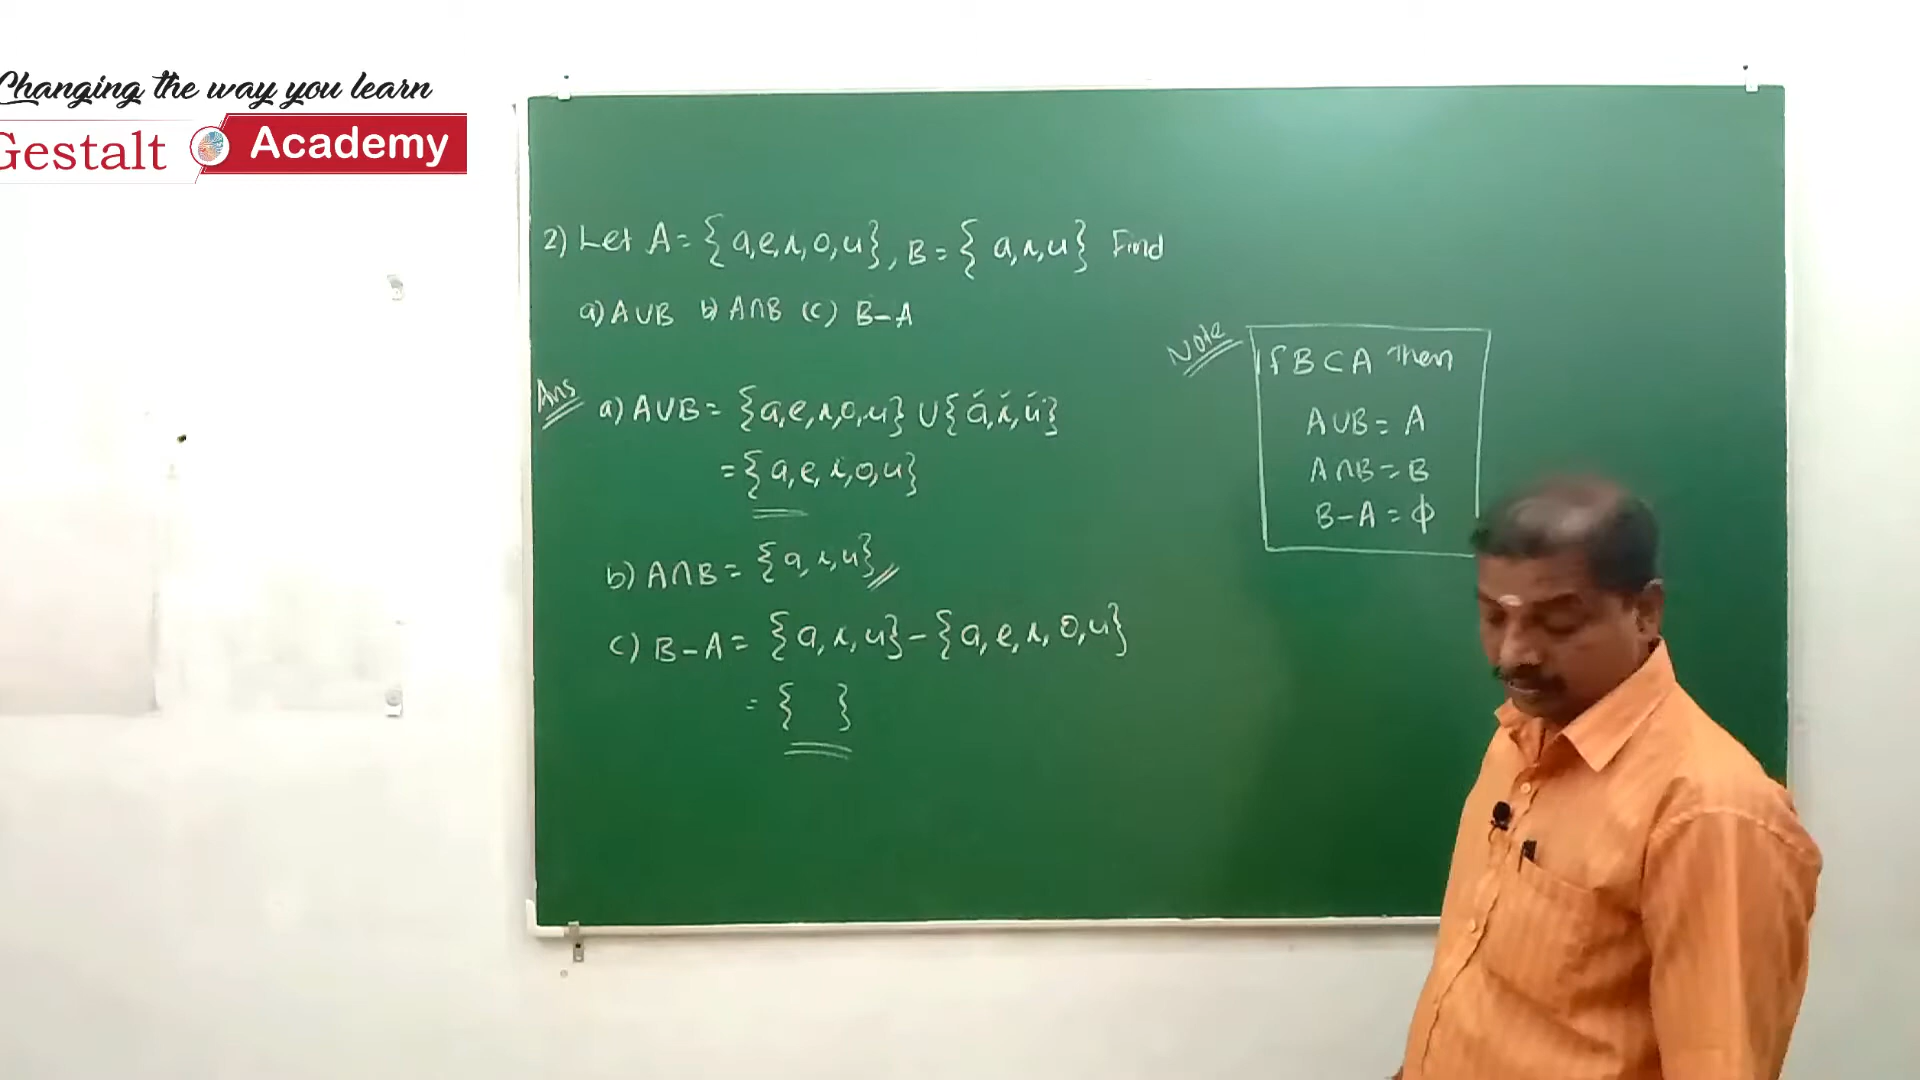 Changing the way you learn
Gestalt Academy
2) Let A = {a,e,i,o,u}, B = {a,i,u} Find
a) A∪B b) A∩B (c) B-A
Ans
a) A∪B = {a,e,i,o,u} ∪ {a,i,u}
= {a,e,i,o,u}
b) A∩B = {a,i,u}
c) B-A = {a,i,u} - {a,e,i,o,u}
= { }
Note
If B⊂A Then
A∪B = A
A∩B = B
B-A = ϕ